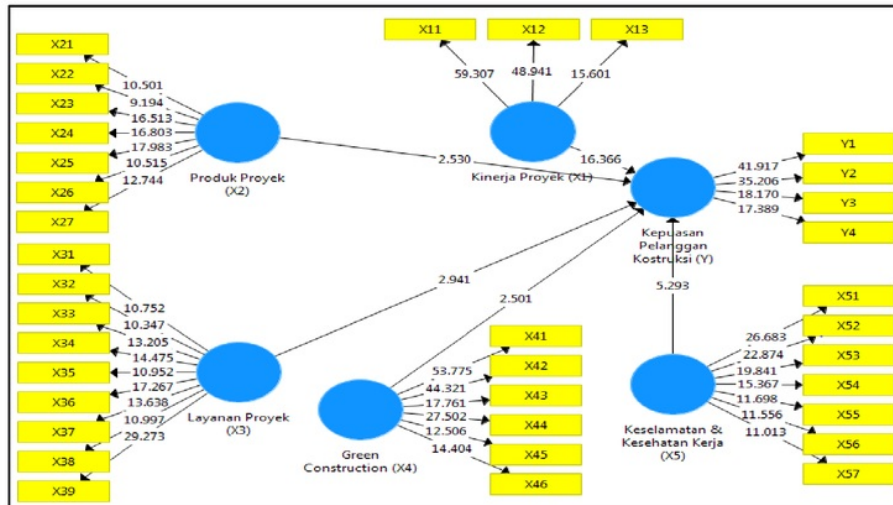 X11
X12
X13
59.307
48.941
15.601
X21
X22
X23
X24
X25
X26
X27
10.501
9.194
16.513
16.803
17.983
10.515
12.744
Produk Proyek
(X2)
2.530
Kinerja Proyek (X1)
16.366
Y1
Y2
Y3
Y4
41.917
35.206
18.170
17.389
Kepuasan
Pelanggan
Kostruksi (Y)
X31
X32
X33
X34
X35
X36
X37
X38
X39
10.752
10.347
13.205
14.475
10.952
17.267
13.638
10.997
29.273
Layanan Proyek
(X3)
2.941
2.501
5.293
X41
X42
X43
X44
X45
X46
53.775
44.321
17.761
27.502
12.506
14.404
Green
Construction (X4)
X51
X52
X53
X54
X55
X56
X57
26.683
22.874
19.841
15.367
11.698
11.556
11.013
Keselamatan &
Kesehatan Kerja
(X5)